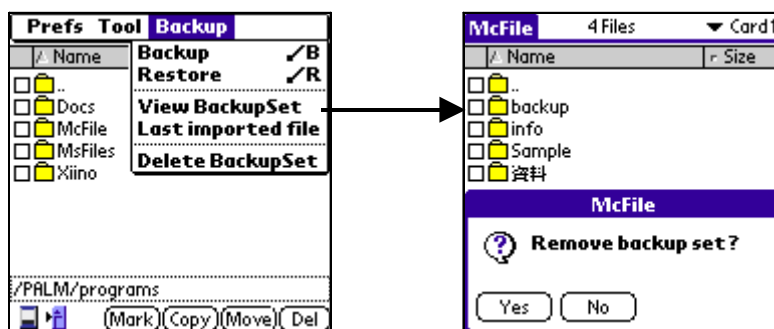 Prefs Tool Backup
Name
Backup /B
Restore /R
View BackupSet
Last imported file
Delete BackupSet
..
Docs
McFile
MsFiles
Xiino
/PALM/programs
Mark Copy Move Del
McFile 4 Files Card1
Name Size
..
backup
info
Sample
資料
McFile
Remove backup set?
Yes No